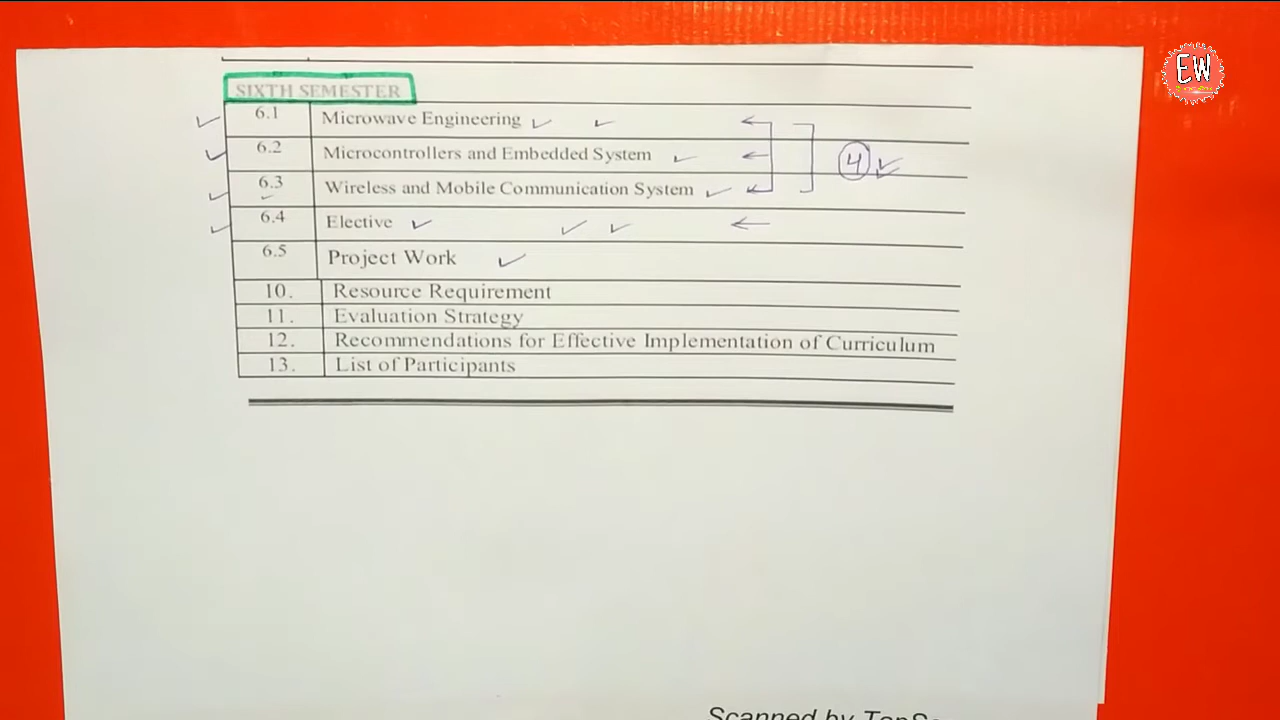 EW
SIXTH SEMESTER
6.1 Microwave Engineering
6.2 Microcontrollers and Embedded System
6.3 Wireless and Mobile Communication System
4
6.4 Elective
6.5 Project Work
10. Resource Requirement
11. Evaluation Strategy
12. Recommendations for Effective Implementation of Curriculum
13. List of Participants
Scanned by